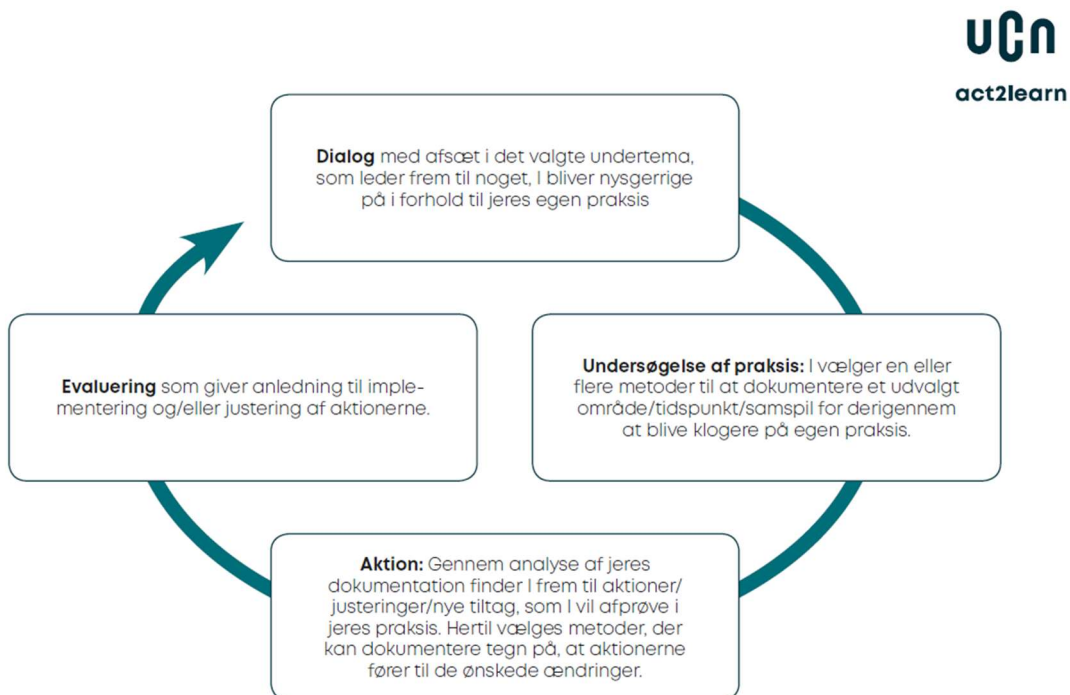 ucn
act2learn
Dialog med afsæt i det valgte undertema,
som leder frem til noget, I bliver nysgerrige
på i forhold til jeres egen praksis
Undersøgelse af praksis: I vælger en eller
flere metoder til at dokumentere et udvalgt
område/tidspunkt/samspil for derigennem
at blive klogere på egen praksis.
Aktion: Gennem analyse af jeres
dokumentation finder I frem til aktioner/
justeringer/nye tiltag, som I vil afprøve i
jeres praksis. Hertil vælges metoder, der
kan dokumentere tegn på, at aktionerne
fører til de ønskede ændringer.
Evaluering som giver anledning til imple-
mentering og/eller justering af aktionerne.